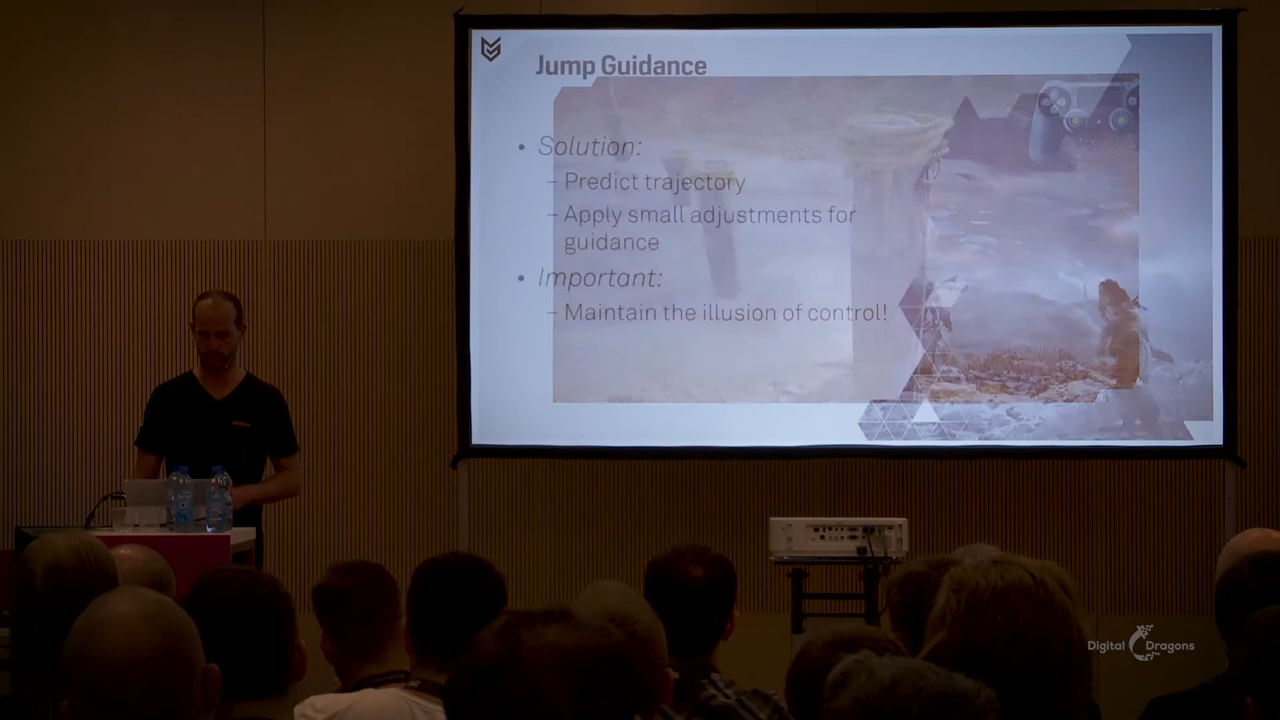 Jump Guidance
• Solution:
– Predict trajectory
– Apply small adjustments for
guidance
• Important:
– Maintain the illusion of control!
Digital Dragons